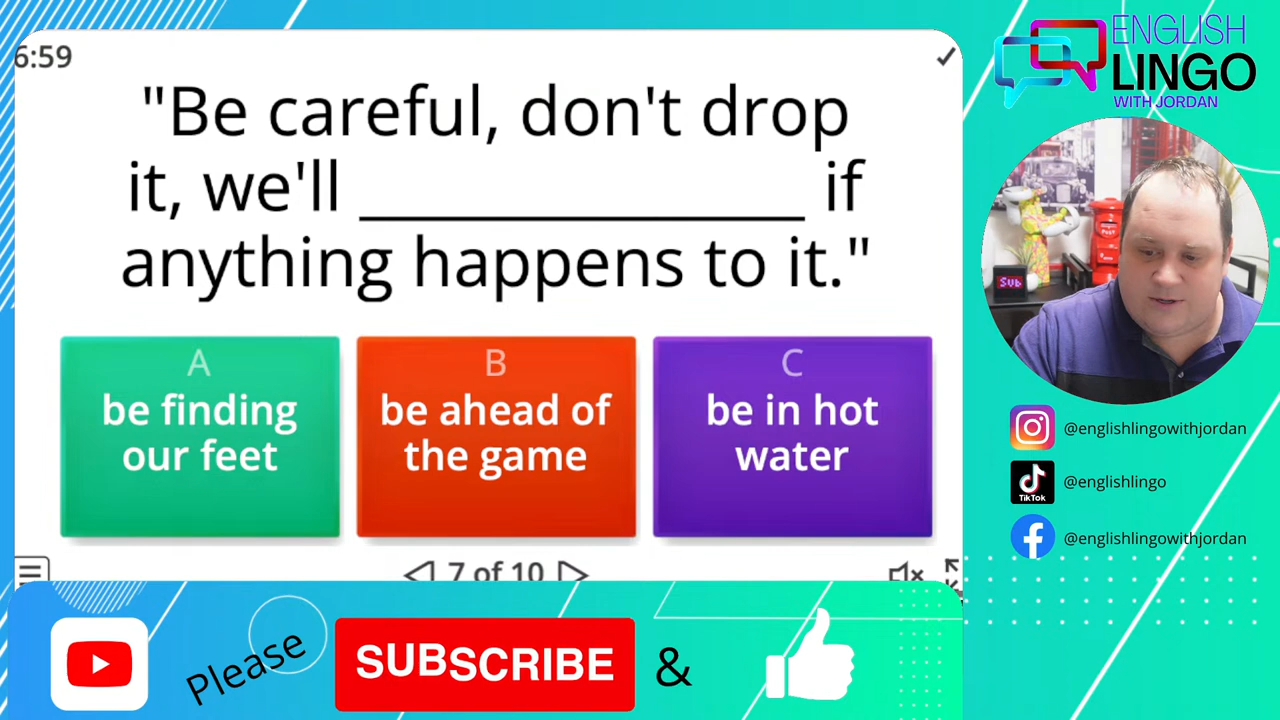 6:59
"Be careful, don't drop
it, we'll ____________ if
anything happens to it."
A
be finding
our feet
B
be ahead of
the game
C
be in hot
water
7 of 10
Please
SUBSCRIBE
&
ENGLISH
LINGO
WITH JORDAN
@englishlingowithjordan
TikTok
@englishlingo
@englishlingowithjordan